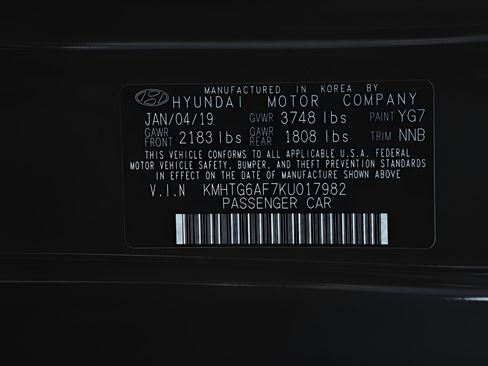 MANUFACTURED IN KOREA BY
HYUNDAI MOTOR COMPANY
JAN/04/19 GVWR 3748 lbs PAINT YG7
GAWR FRONT 2183 lbs GAWR REAR 1808 lbs TRIM NNB
THIS VEHICLE CONFORMS TO ALL APPLICABLE U.S.A. FEDERAL
MOTOR VEHICLE SAFETY, BUMPER, AND THEFT PREVENTION STANDARDS
IN EFFECT ON THE DATE OF MANUFACTURE SHOWN ABOVE
V.I.N KMHTG6AF7KU017982
PASSENGER CAR